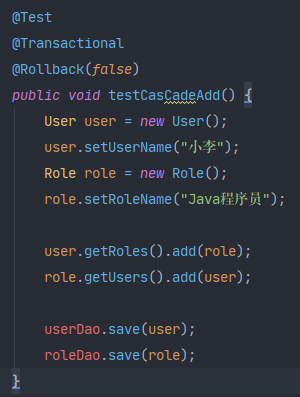 @Test
@Transactional
@Rollback(false)
public void testCasCadeAdd() {
User user = new User();
user.setUserName("小李");
Role role = new Role();
role.setRoleName("Java程序员");
user.getRoles().add(role);
role.getUsers().add(user);
userDao.save(user);
roleDao.save(role);
}